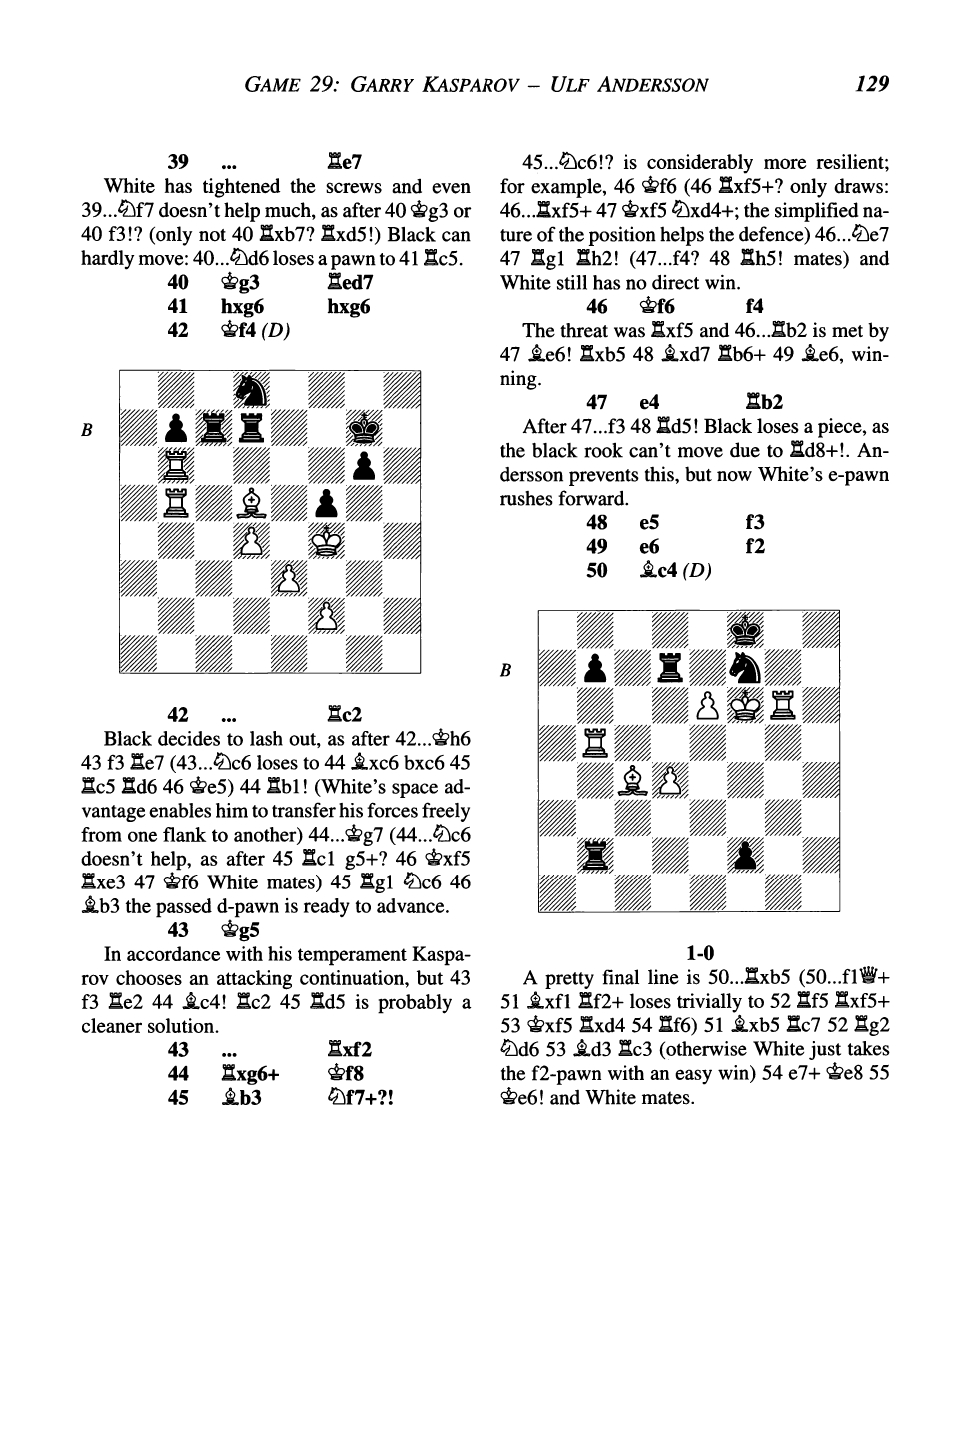 GAME 29: GARRY KASPAROV – ULF ANDERSSON 129
39 ... ♖e7
White has tightened the screws and even
39...♘f7 doesn't help much, as after 40 ♔g3 or
40 f3!? (only not 40 ♖xb7? ♖xd5!) Black can
hardly move: 40...♘d6 loses a pawn to 41 ♖c5.
40 ♔g3 ♖ed7
41 hxg6 hxg6
42 ♔f4 (D)
B
42 ... ♖c2
Black decides to lash out, as after 42...♔h6
43 f3 ♖e7 (43...♘c6 loses to 44 ♗xc6 bxc6 45
♖c5 ♖d6 46 ♔e5) 44 ♖b1! (White's space ad-
vantage enables him to transfer his forces freely
from one flank to another) 44...♔g7 (44...♘c6
doesn't help, as after 45 ♖c1 g5+? 46 ♔xf5
♖xe3 47 ♔f6 White mates) 45 ♖g1 ♘c6 46
♗b3 the passed d-pawn is ready to advance.
43 ♔g5
In accordance with his temperament Kaspa-
rov chooses an attacking continuation, but 43
f3 ♖e2 44 ♗c4! ♖c2 45 ♖d5 is probably a
cleaner solution.
43 ... ♖xf2
44 ♖xg6+ ♔f8
45 ♗b3 ♘f7+?!
45...♘c6!? is considerably more resilient;
for example, 46 ♔f6 (46 ♖xf5+? only draws:
46...♖xf5+ 47 ♔xf5 ♘xd4+; the simplified na-
ture of the position helps the defence) 46...♘e7
47 ♖g1 ♖h2! (47...f4? 48 ♖h5! mates) and
White still has no direct win.
46 ♔f6 f4
The threat was ♖xf5 and 46...♖b2 is met by
47 ♗e6! ♖xb5 48 ♗xd7 ♖b6+ 49 ♗e6, win-
ning.
47 e4 ♖b2
After 47...f3 48 ♖d5! Black loses a piece, as
the black rook can't move due to ♖d8+!. An-
dersson prevents this, but now White's e-pawn
rushes forward.
48 e5 f3
49 e6 f2
50 ♗c4 (D)
B
1-0
A pretty final line is 50...♖xb5 (50...f1♕+
51 ♗xf1 ♖f2+ loses trivially to 52 ♖f5 ♖xf5+
53 ♔xf5 ♖xd4 54 ♖f6) 51 ♗xb5 ♖c7 52 ♖g2
♘d6 53 ♗d3 ♖c3 (otherwise White just takes
the f2-pawn with an easy win) 54 e7+ ♔e8 55
♔e6! and White mates.